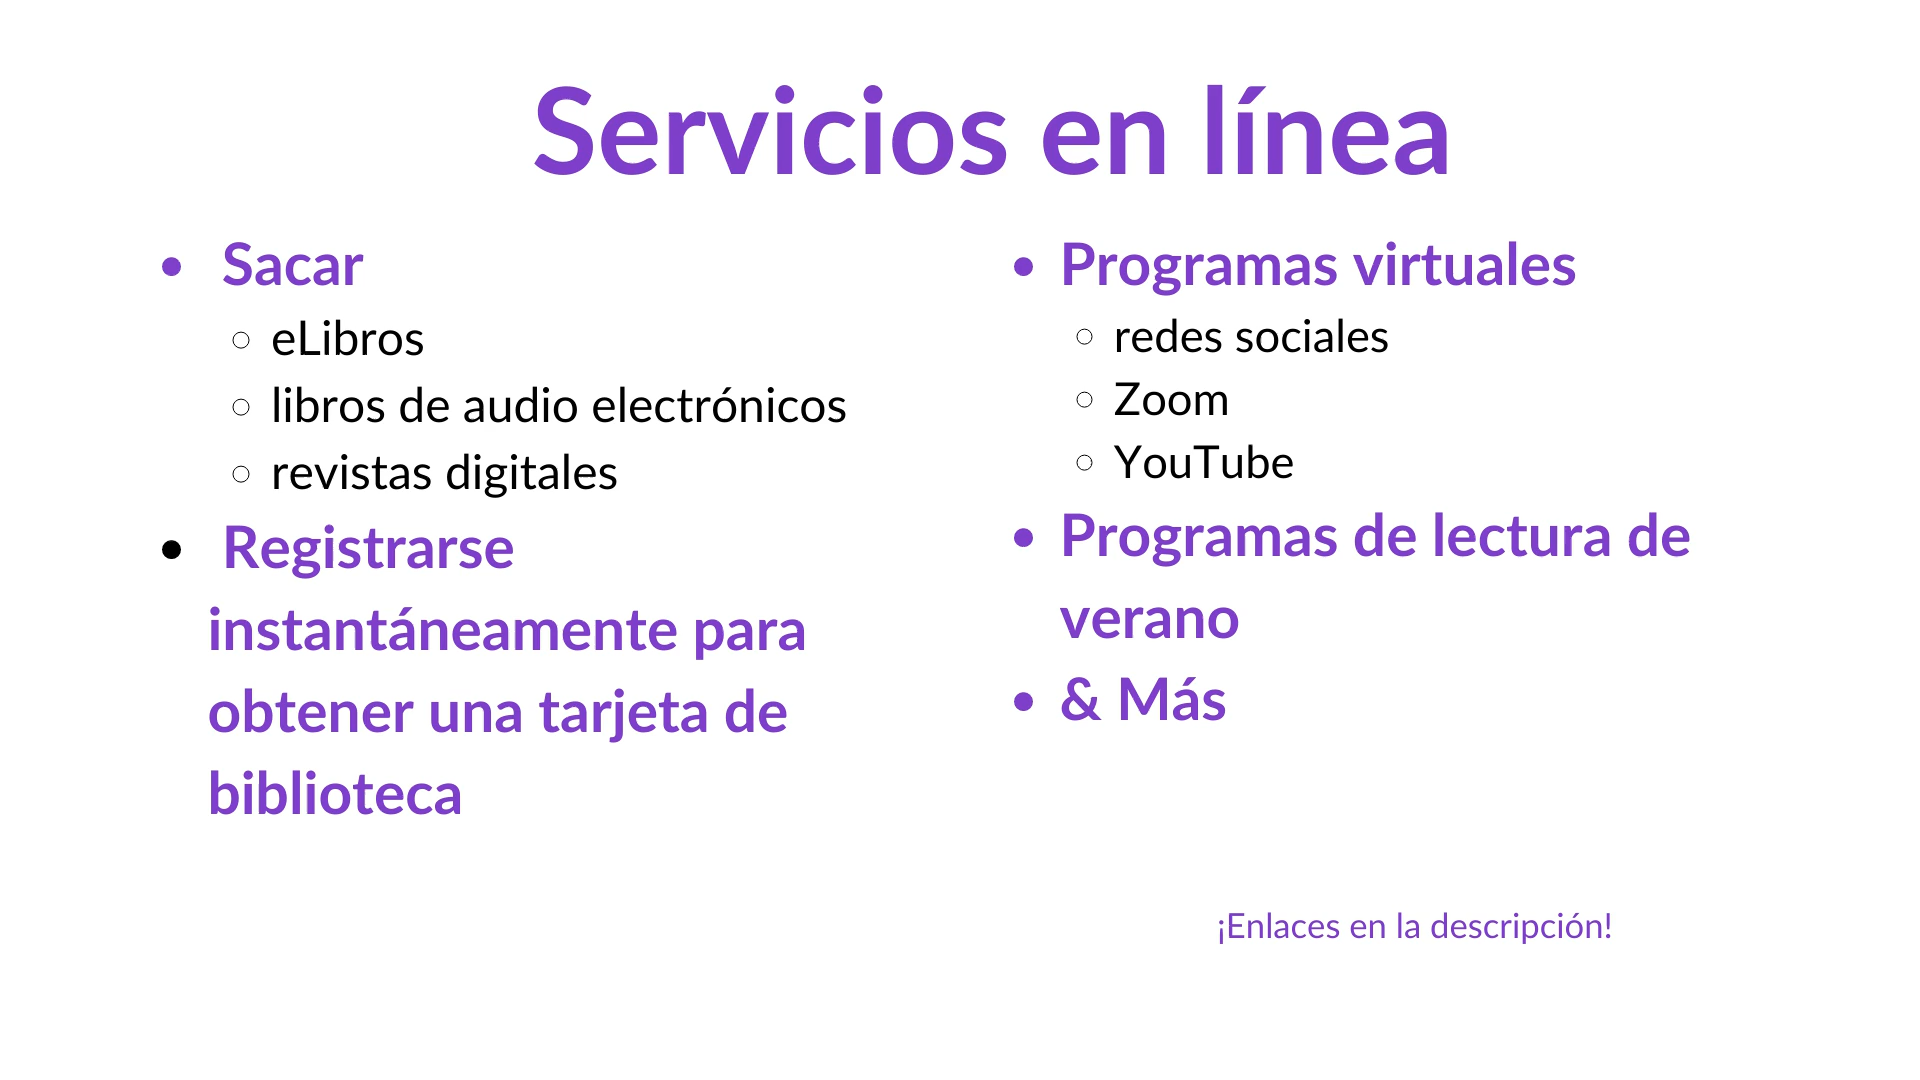 Servicios en línea
Sacar
eLibros
libros de audio electrónicos
revistas digitales
Registrarse
instantáneamente para
obtener una tarjeta de
biblioteca
Programas virtuales
redes sociales
Zoom
YouTube
Programas de lectura de
verano
& Más
¡Enlaces en la descripción!